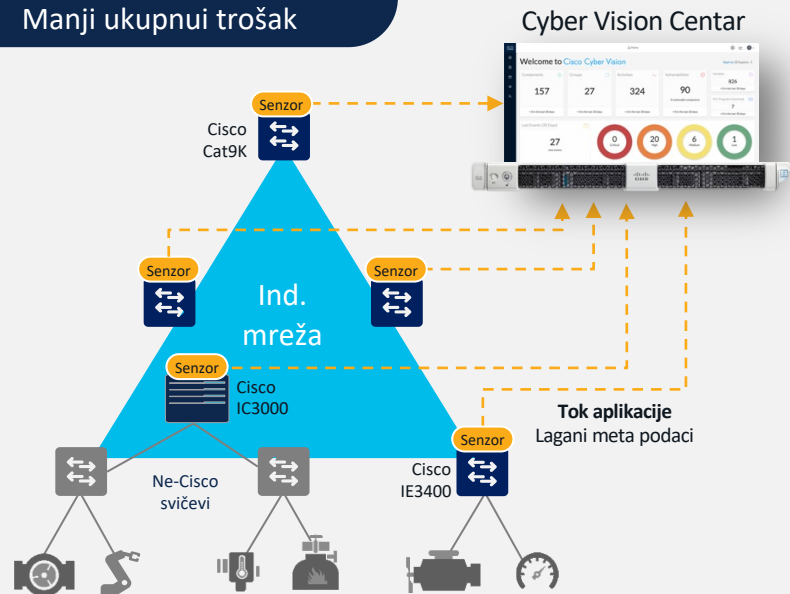 Manji ukupnui trošak
Cyber Vision Centar
Welcome to Cisco Cyber Vision
157
27
324
90
826
7
27
0
20
6
1
Senzor
Cisco
Cat9K
Senzor
Senzor
Ind.
mreža
Senzor
Cisco
IC3000
Tok aplikacije
Lagani meta podaci
Senzor
Cisco
IE3400
Ne-Cisco
svičevi